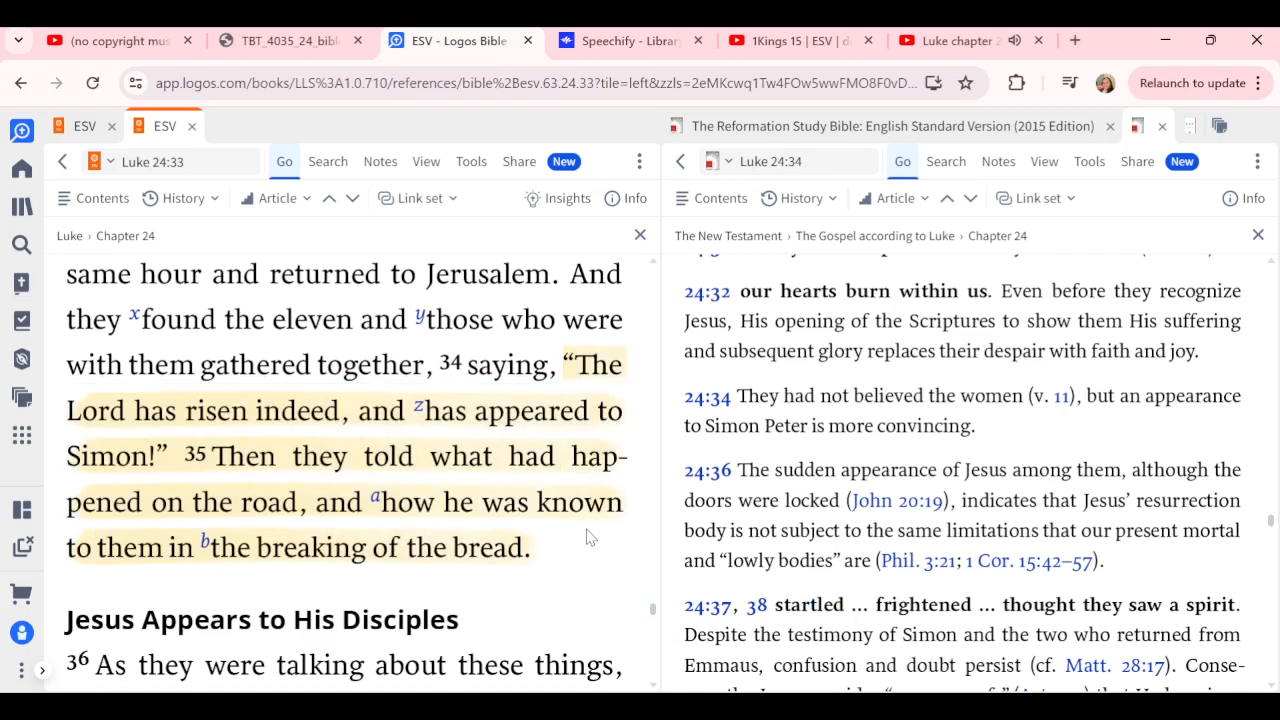 (no copyright mus
TBT_4035_24_bibl
ESV - Logos Bible
Speechify - Library
1Kings 15 | ESV | d
Luke chapter 2
app.logos.com/books/LLS%3A1.0.710/references/bible%2Besv.63.24.33?tile=left&zzls=2eMKcwq1Tw4FOw5wwFMO8F0vD...
Relaunch to update
ESV
ESV
The Reformation Study Bible: English Standard Version (2015 Edition)
Luke 24:33
Go
Search
Notes
View
Tools
Share
New
Luke 24:34
Go
Search
Notes
View
Tools
Share
New
Contents
History
Article
Link set
Insights
Info
Contents
History
Article
Link set
Info
Luke › Chapter 24
The New Testament › The Gospel according to Luke › Chapter 24
same hour and returned to Jerusalem. And
they xfound the eleven and ythose who were
with them gathered together, 34 saying, “The
Lord has risen indeed, and zhas appeared to
Simon!” 35 Then they told what had hap-
pened on the road, and ahow he was known
to them in bthe breaking of the bread.
Jesus Appears to His Disciples
36 As they were talking about these things,
24:32 our hearts burn within us. Even before they recognize
Jesus, His opening of the Scriptures to show them His suffering
and subsequent glory replaces their despair with faith and joy.
24:34 They had not believed the women (v. 11), but an appearance
to Simon Peter is more convincing.
24:36 The sudden appearance of Jesus among them, although the
doors were locked (John 20:19), indicates that Jesus’ resurrection
body is not subject to the same limitations that our present mortal
and “lowly bodies” are (Phil. 3:21; 1 Cor. 15:42–57).
24:37, 38 startled ... frightened ... thought they saw a spirit.
Despite the testimony of Simon and the two who returned from
Emmaus, confusion and doubt persist (cf. Matt. 28:17). Conse-